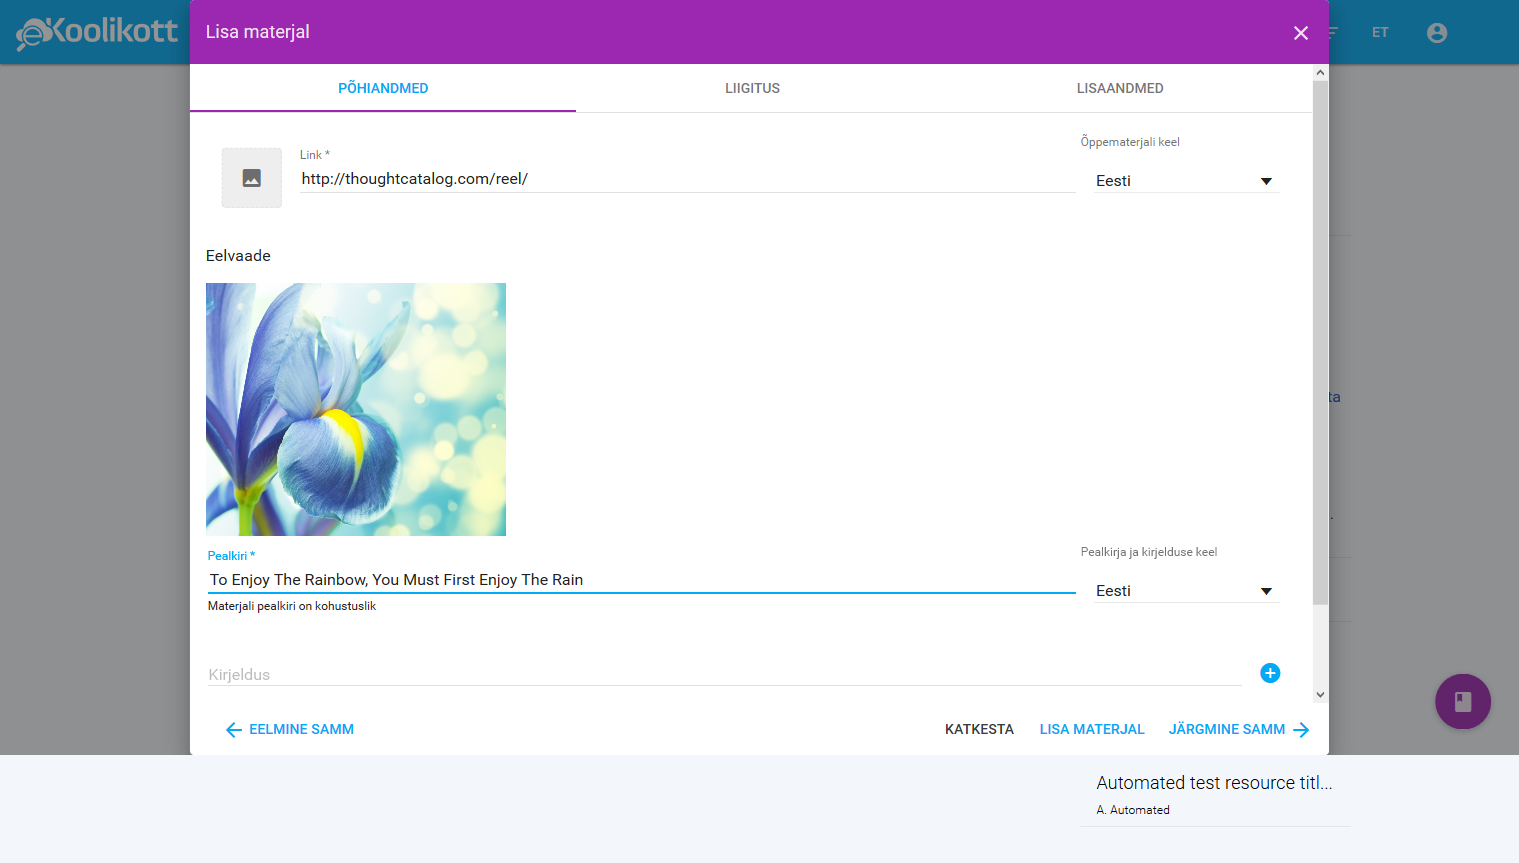 Koolikott
Lisa materjal
ET
PÕHIANDMED
LIIGITUS
LISAANDMED
Link *
http://thoughtcatalog.com/reel/
Õppematerjali keel
Eesti
Eelvaade
ta
Pealkiri *
To Enjoy The Rainbow, You Must First Enjoy The Rain
Materjali pealkiri on kohustuslik
Pealkirja ja kirjelduse keel
Eesti
Kirjeldus
EELMINE SAMM
KATKESTA
LISA MATERJAL
JÄRGMINE SAMM
Automated test resource titl...
A. Automated